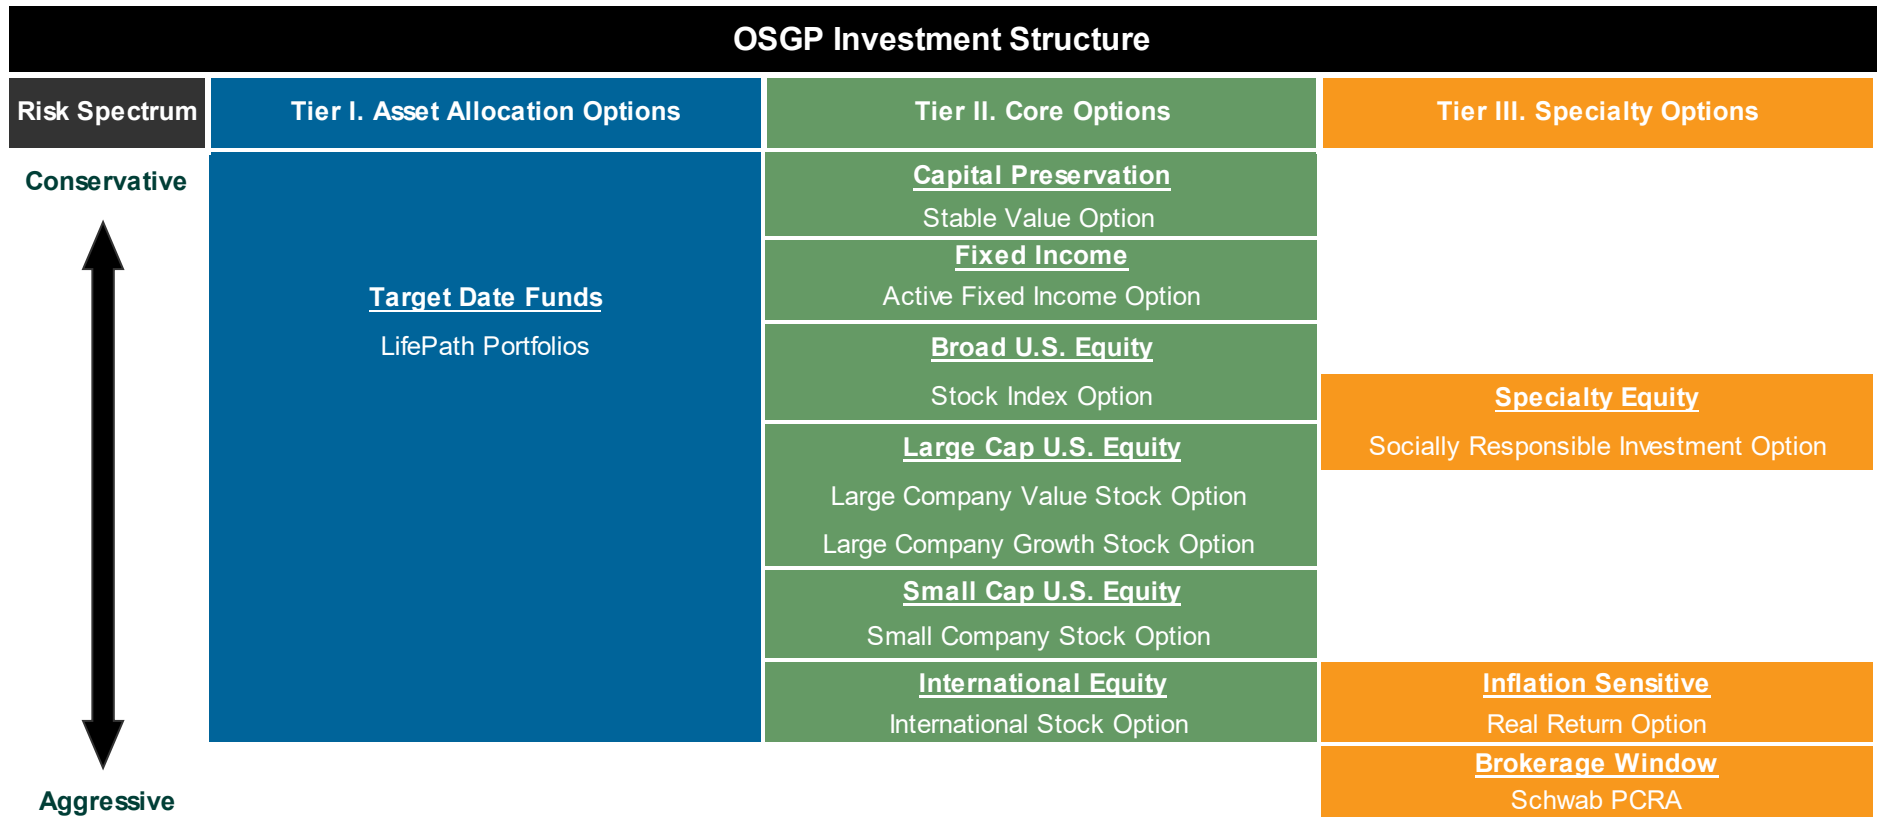 OSGP Investment Structure
Risk Spectrum
Tier I. Asset Allocation Options
Tier II. Core Options
Tier III. Specialty Options
Conservative
Aggressive
Target Date Funds
LifePath Portfolios
Capital Preservation
Stable Value Option
Fixed Income
Active Fixed Income Option
Broad U.S. Equity
Stock Index Option
Large Cap U.S. Equity
Large Company Value Stock Option
Large Company Growth Stock Option
Small Cap U.S. Equity
Small Company Stock Option
International Equity
International Stock Option
Specialty Equity
Socially Responsible Investment Option
Inflation Sensitive
Real Return Option
Brokerage Window
Schwab PCRA